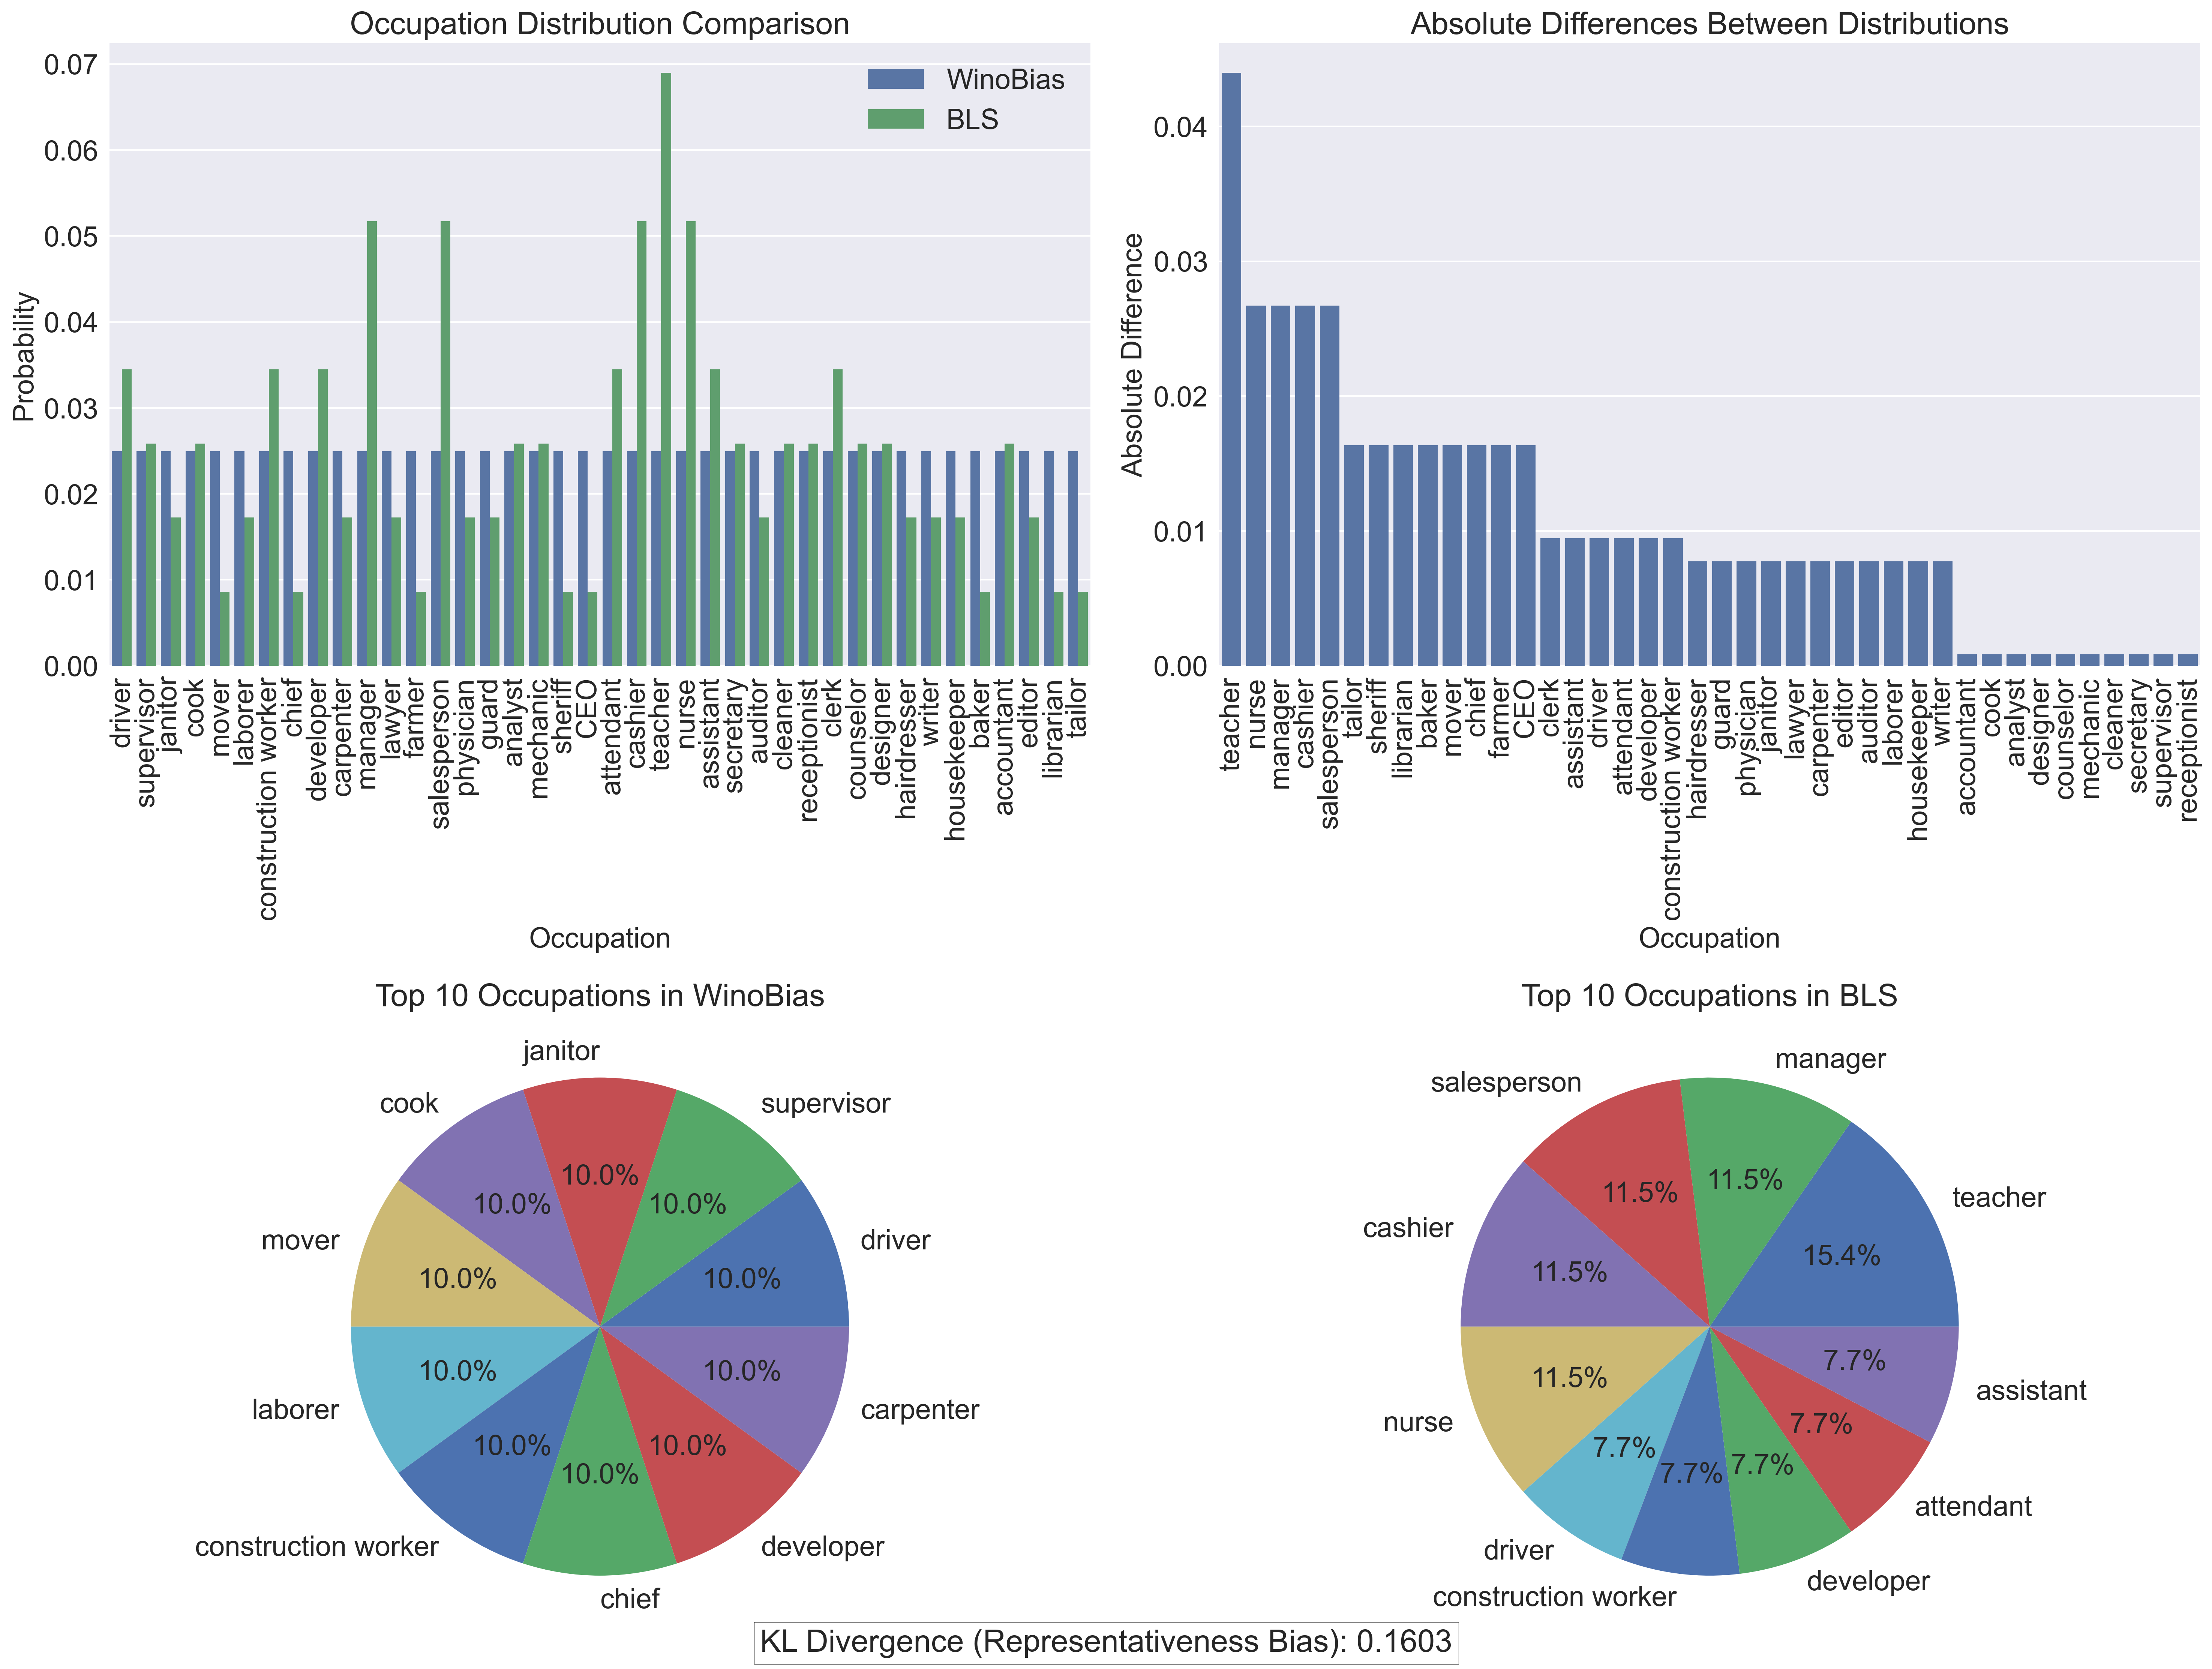 Occupation Distribution Comparison
Probability
0.07
0.06
0.05
0.04
0.03
0.02
0.01
0.00
WinoBias
BLS
driver
supervisor
janitor
cook
mover
laborer
construction worker
chief
developer
carpenter
manager
lawyer
farmer
salesperson
physician
guard
analyst
mechanic
sheriff
CEO
attendant
cashier
teacher
nurse
assistant
secretary
auditor
cleaner
receptionist
clerk
counselor
designer
hairdresser
writer
housekeeper
baker
accountant
editor
librarian
tailor
Occupation
Absolute Differences Between Distributions
Absolute Difference
0.04
0.03
0.02
0.01
0.00
teacher
nurse
manager
cashier
salesperson
tailor
sheriff
librarian
baker
mover
chief
farmer
CEO
clerk
assistant
driver
attendant
developer
construction worker
hairdresser
guard
physician
janitor
lawyer
carpenter
editor
auditor
laborer
housekeeper
writer
accountant
cook
analyst
designer
counselor
mechanic
cleaner
secretary
supervisor
receptionist
Occupation
Top 10 Occupations in WinoBias
janitor
supervisor
cook
driver
mover
laborer
carpenter
construction worker
developer
chief
10.0%
10.0%
10.0%
10.0%
10.0%
10.0%
10.0%
10.0%
10.0%
10.0%
Top 10 Occupations in BLS
manager
salesperson
teacher
cashier
nurse
assistant
attendant
driver
developer
construction worker
11.5%
11.5%
15.4%
11.5%
11.5%
7.7%
7.7%
7.7%
7.7%
7.7%
KL Divergence (Representativeness Bias): 0.1603